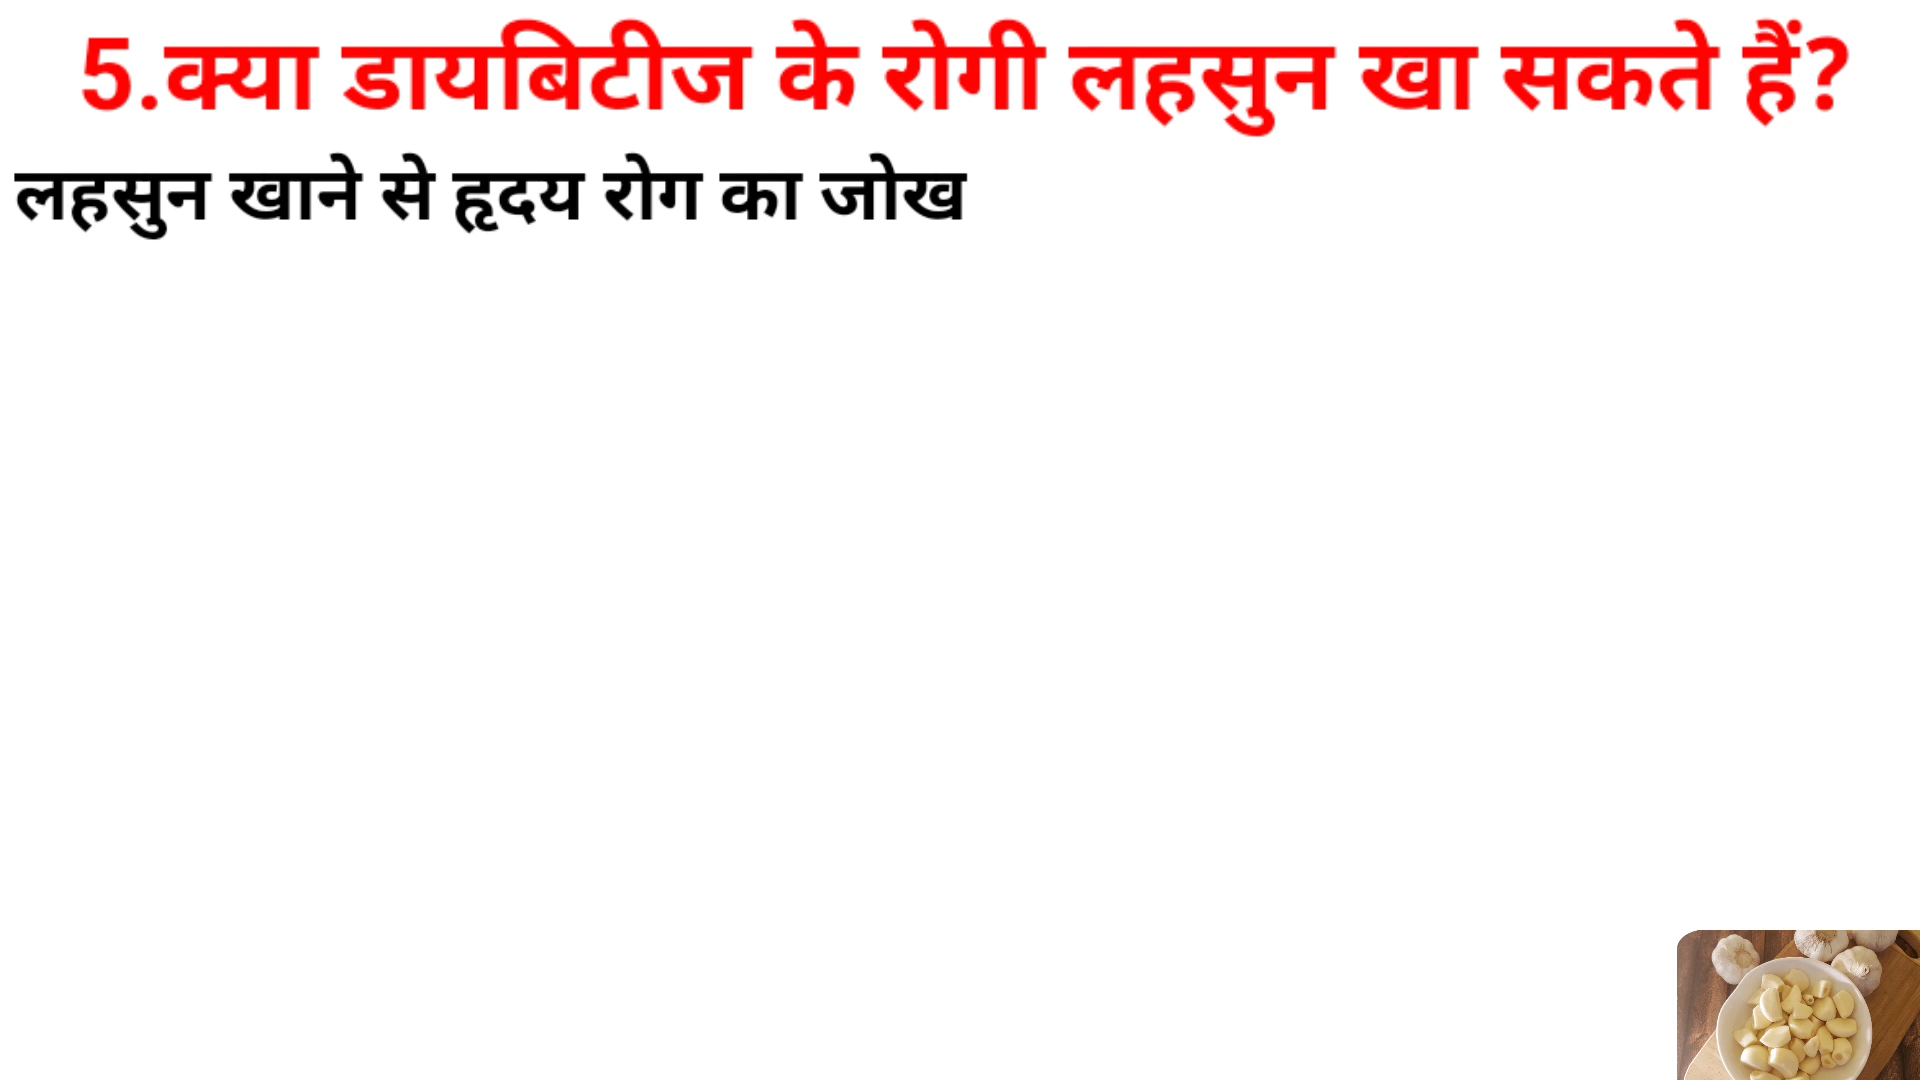 5.क्या डायबिटीज के रोगी लहसुन खा सकते हैं?
लहसुन खाने से हृदय रोग का जोख